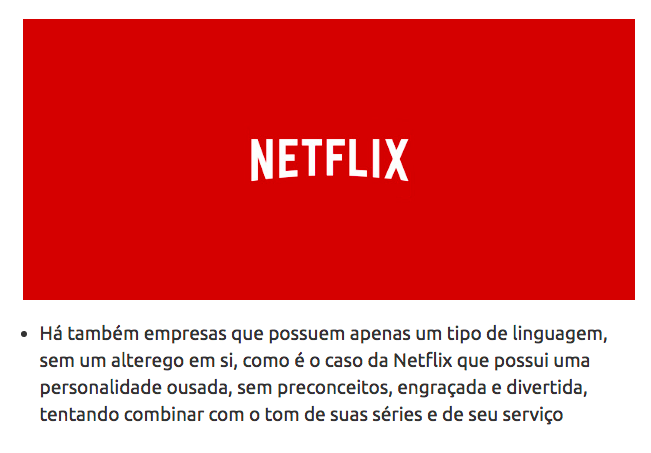 NETFLIX
Há também empresas que possuem apenas um tipo de linguagem,
sem um alterego em si, como é o caso da Netflix que possui uma
personalidade ousada, sem preconceitos, engraçada e divertida,
tentando combinar com o tom de suas séries e de seu serviço